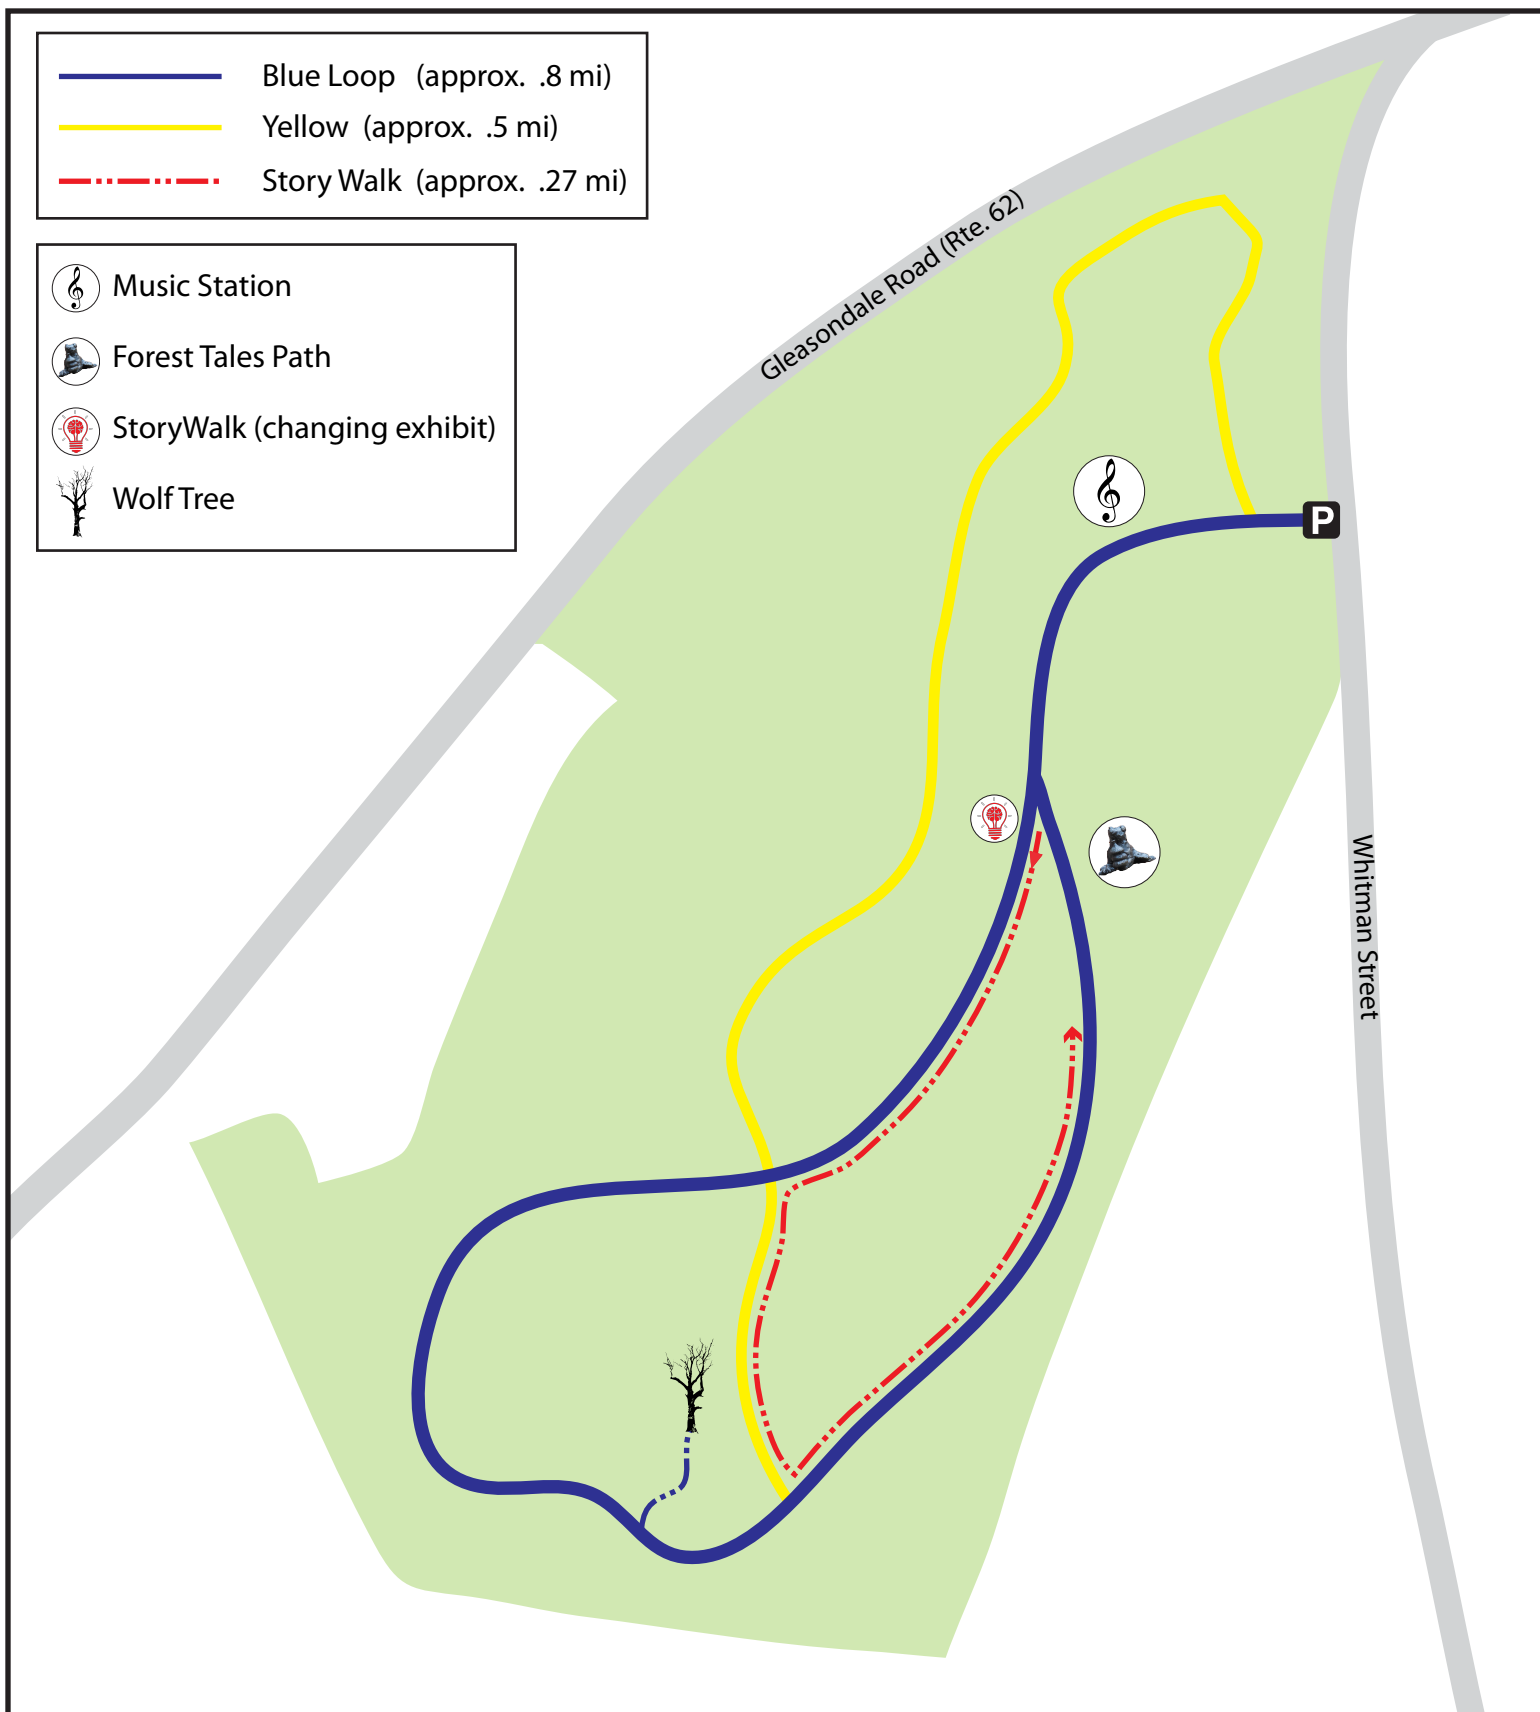 Blue Loop (approx. .8 mi)
Yellow (approx. .5 mi)
Story Walk (approx. .27 mi)
Music Station
Forest Tales Path
StoryWalk (changing exhibit)
Wolf Tree
Gleasondale Road (Rte. 62)
P
Whitman Street